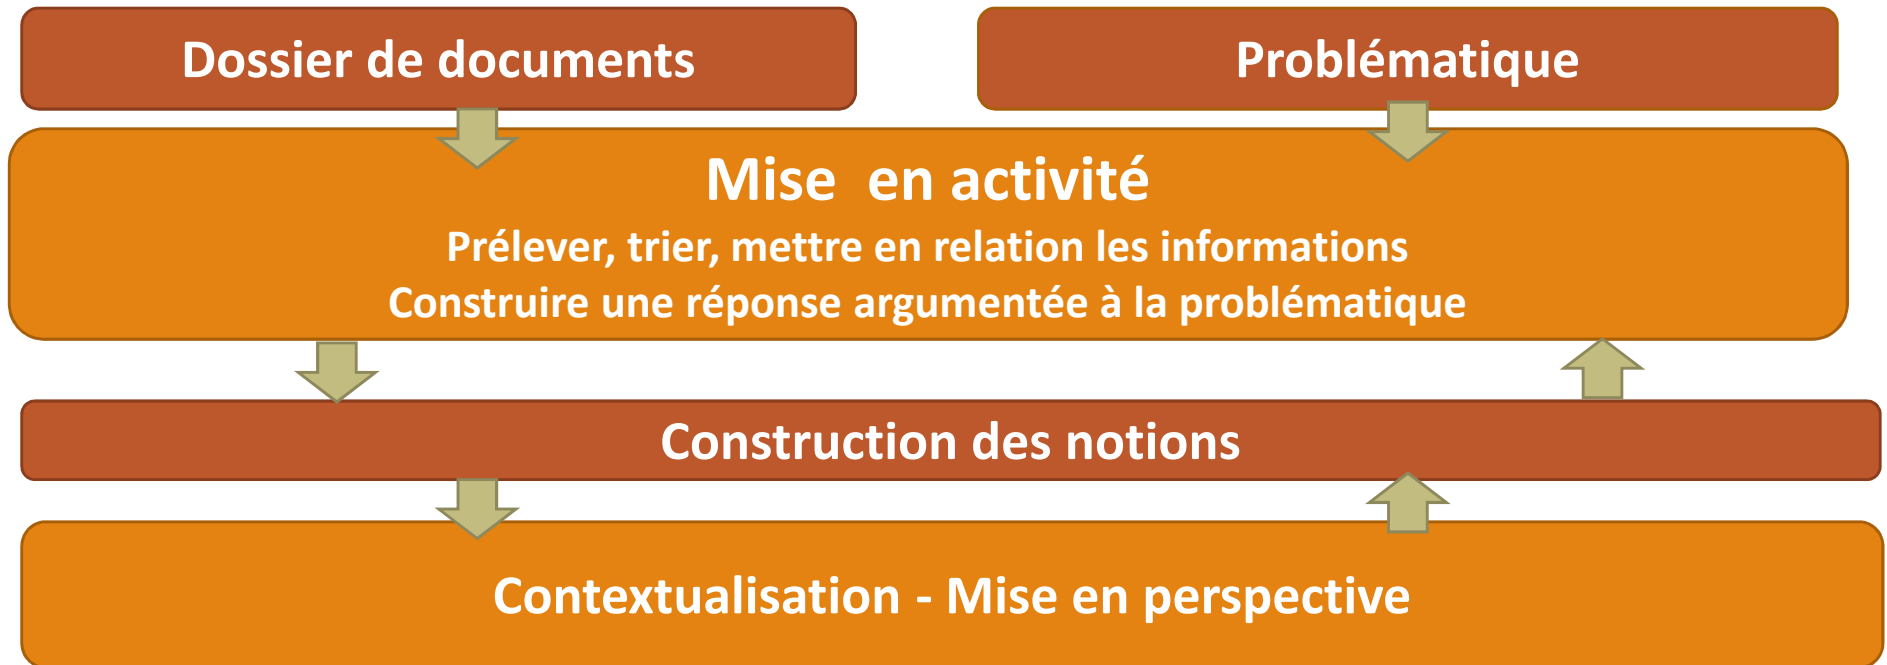 Dossier de documents
Problématique
Mise en activité
Prélever, trier, mettre en relation les informations
Construire une réponse argumentée à la problématique
Construction des notions
Contextualisation - Mise en perspective